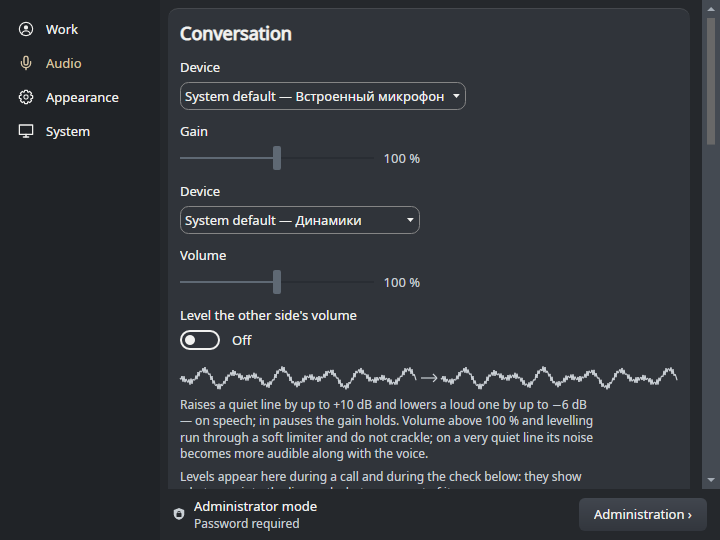 Work
Audio
Appearance
System
Conversation
Device
System default — Встроенный микрофон
Gain
100 %
Device
System default — Динамики
Volume
100 %
Level the other side's volume
Off
Raises a quiet line by up to +10 dB and lowers a loud one by up to −6 dB
— on speech; in pauses the gain holds. Volume above 100 % and levelling
run through a soft limiter and do not crackle; on a very quiet line its noise
becomes more audible along with the voice.
Levels appear here during a call and during the check below: they show
Administrator mode
Password required
Administration ›